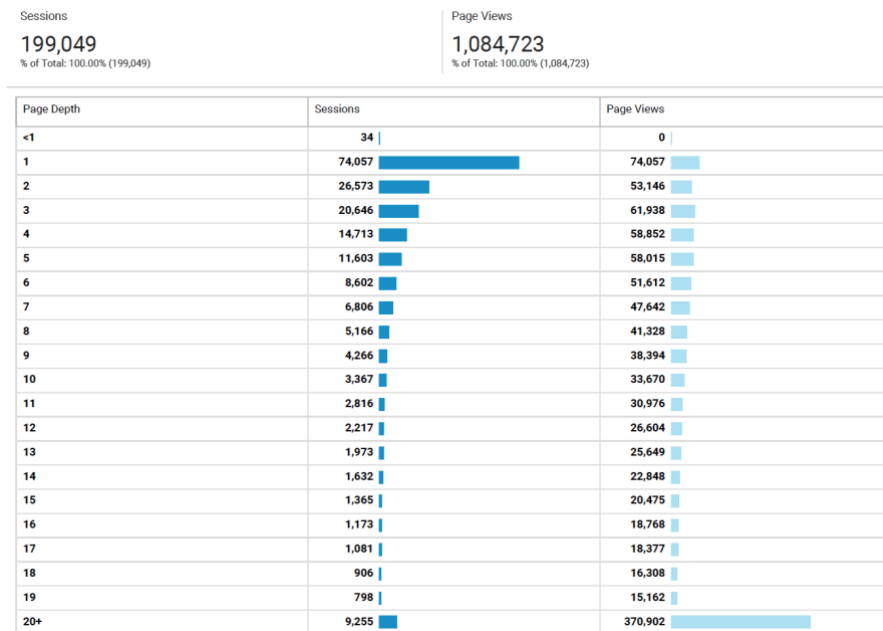 Sessions Page Views
199,049 1,084,723
% of Total: 100.00% (199,049) % of Total: 100.00% (1,084,723)
Page Depth Sessions Page Views
<1 34 0
1 74,057 74,057
2 26,573 53,146
3 20,646 61,938
4 14,713 58,852
5 11,603 58,015
6 8,602 51,612
7 6,806 47,642
8 5,166 41,328
9 4,266 38,394
10 3,367 33,670
11 2,816 30,976
12 2,217 26,604
13 1,973 25,649
14 1,632 22,848
15 1,365 20,475
16 1,173 18,768
17 1,081 18,377
18 906 16,308
19 798 15,162
20+ 9,255 370,902